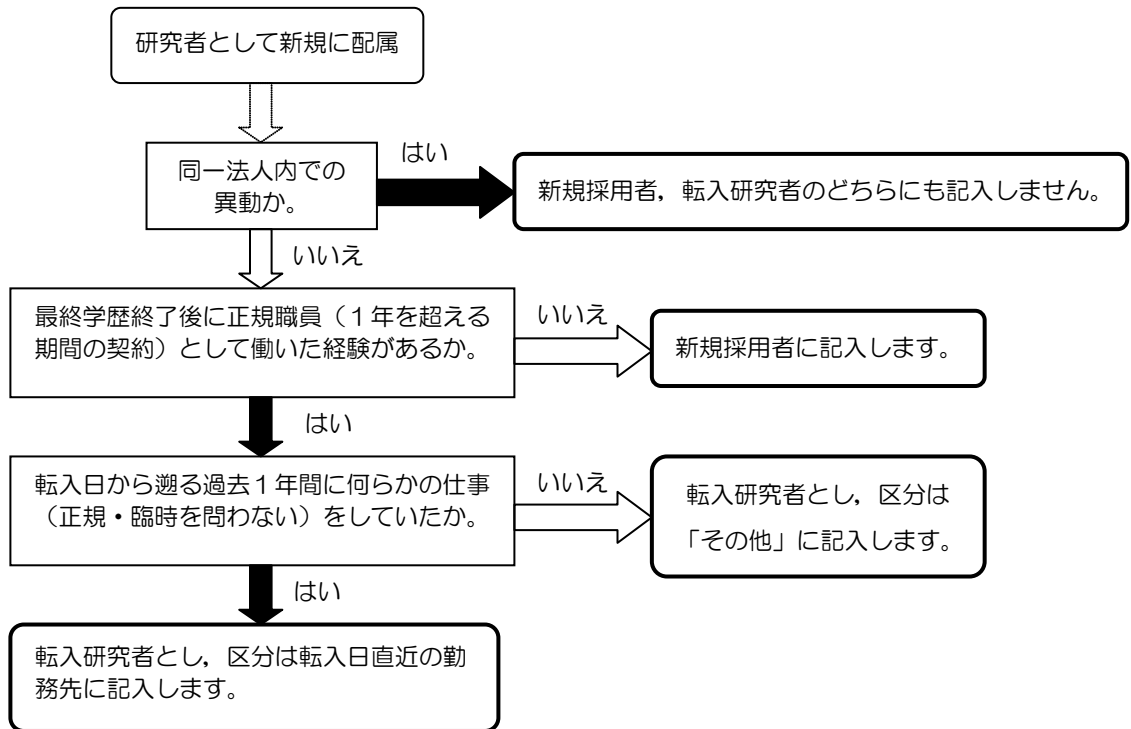 研究者として新規に配属
同一法人内での
異動か。
はい
新規採用者，転入研究者のどちらにも記入しません。
いいえ
最終学歴終了後に正規職員（１年を超える
期間の契約）として働いた経験があるか。
いいえ
新規採用者に記入します。
はい
転入日から遡る過去１年間に何らかの仕事
（正規・臨時を問わない）をしていたか。
いいえ
転入研究者とし，区分は
「その他」に記入します。
はい
転入研究者とし，区分は転入日直近の勤
務先に記入します。